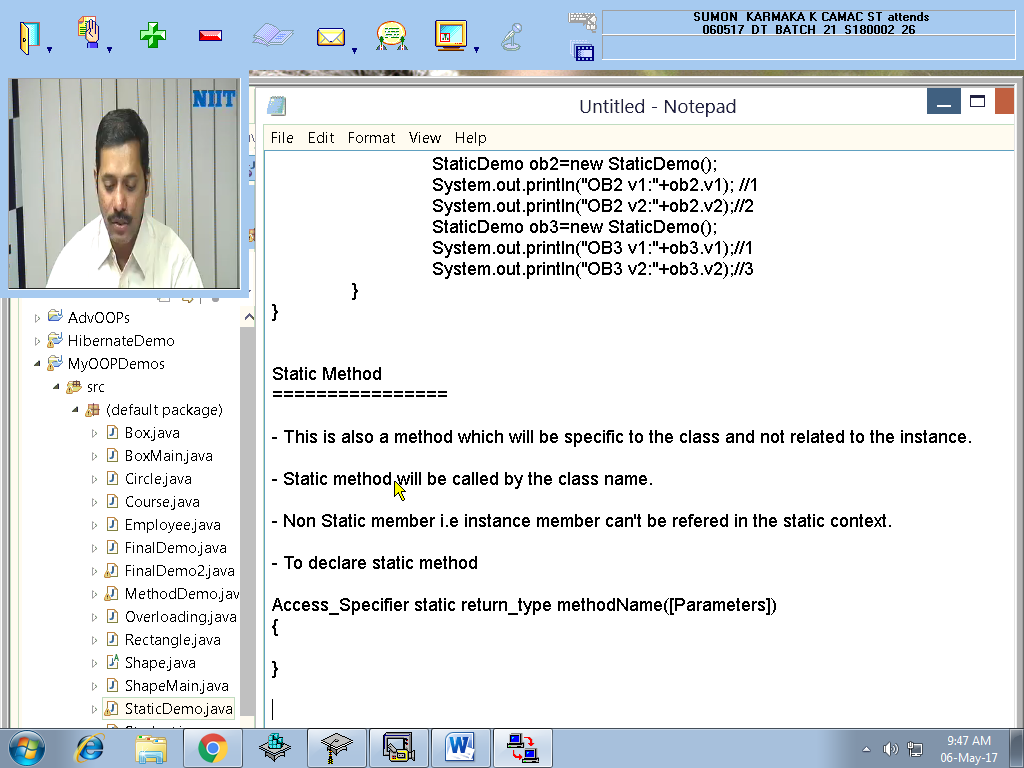 SUMON KARMAKA K CAMAC ST attends
060517 DT BATCH 21 S180002 26
NIIT
Untitled - Notepad
File Edit Format View Help
StaticDemo ob2=new StaticDemo();
System.out.println("OB2 v1:"+ob2.v1); //1
System.out.println("OB2 v2:"+ob2.v2);//2
StaticDemo ob3=new StaticDemo();
System.out.println("OB3 v1:"+ob3.v1);//1
System.out.println("OB3 v2:"+ob3.v2);//3
}
}
Static Method
================
- This is also a method which will be specific to the class and not related to the instance.
- Static method will be called by the class name.
- Non Static member i.e instance member can't be refered in the static context.
- To declare static method
Access_Specifier static return_type methodName([Parameters])
{
}
AdvOOPs
HibernateDemo
MyOOPDemos
src
(default package)
Box.java
BoxMain.java
Circle.java
Course.java
Employee.java
FinalDemo.java
FinalDemo2.java
MethodDemo.jav
Overloading.java
Rectangle.java
Shape.java
ShapeMain.java
StaticDemo.java
9:47 AM
06-May-17